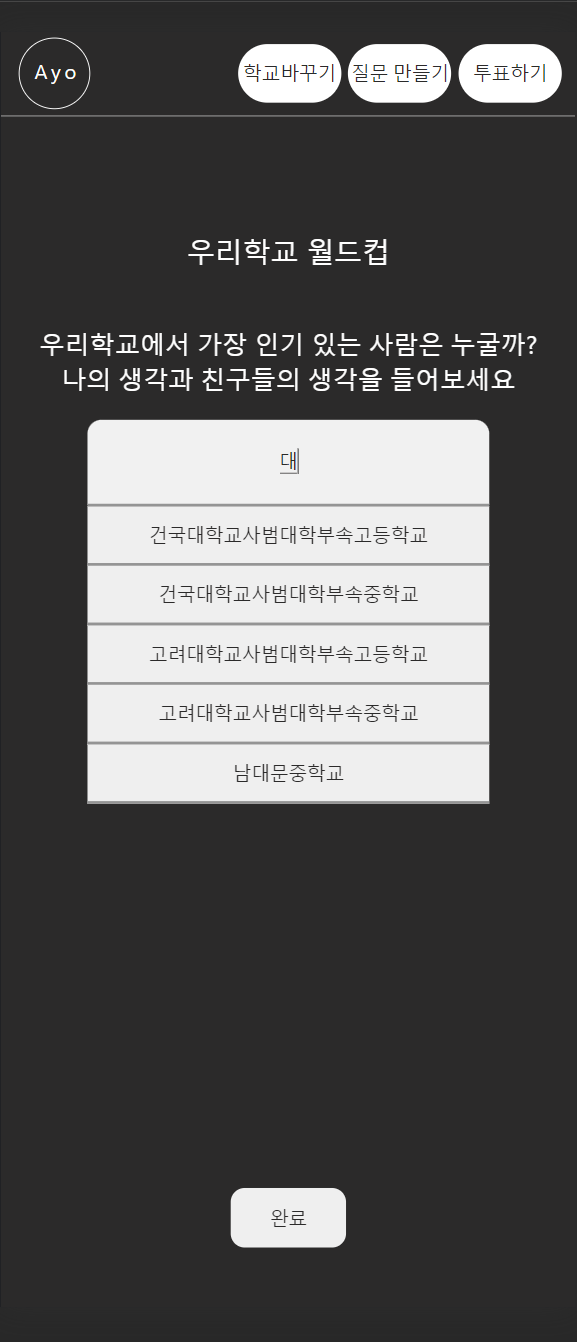 Ayo
학교바꾸기
질문 만들기
투표하기
우리학교 월드컵
우리학교에서 가장 인기 있는 사람은 누굴까?
나의 생각과 친구들의 생각을 들어보세요
대
건국대학교사범대학부속고등학교
건국대학교사범대학부속중학교
고려대학교사범대학부속고등학교
고려대학교사범대학부속중학교
남대문중학교
완료